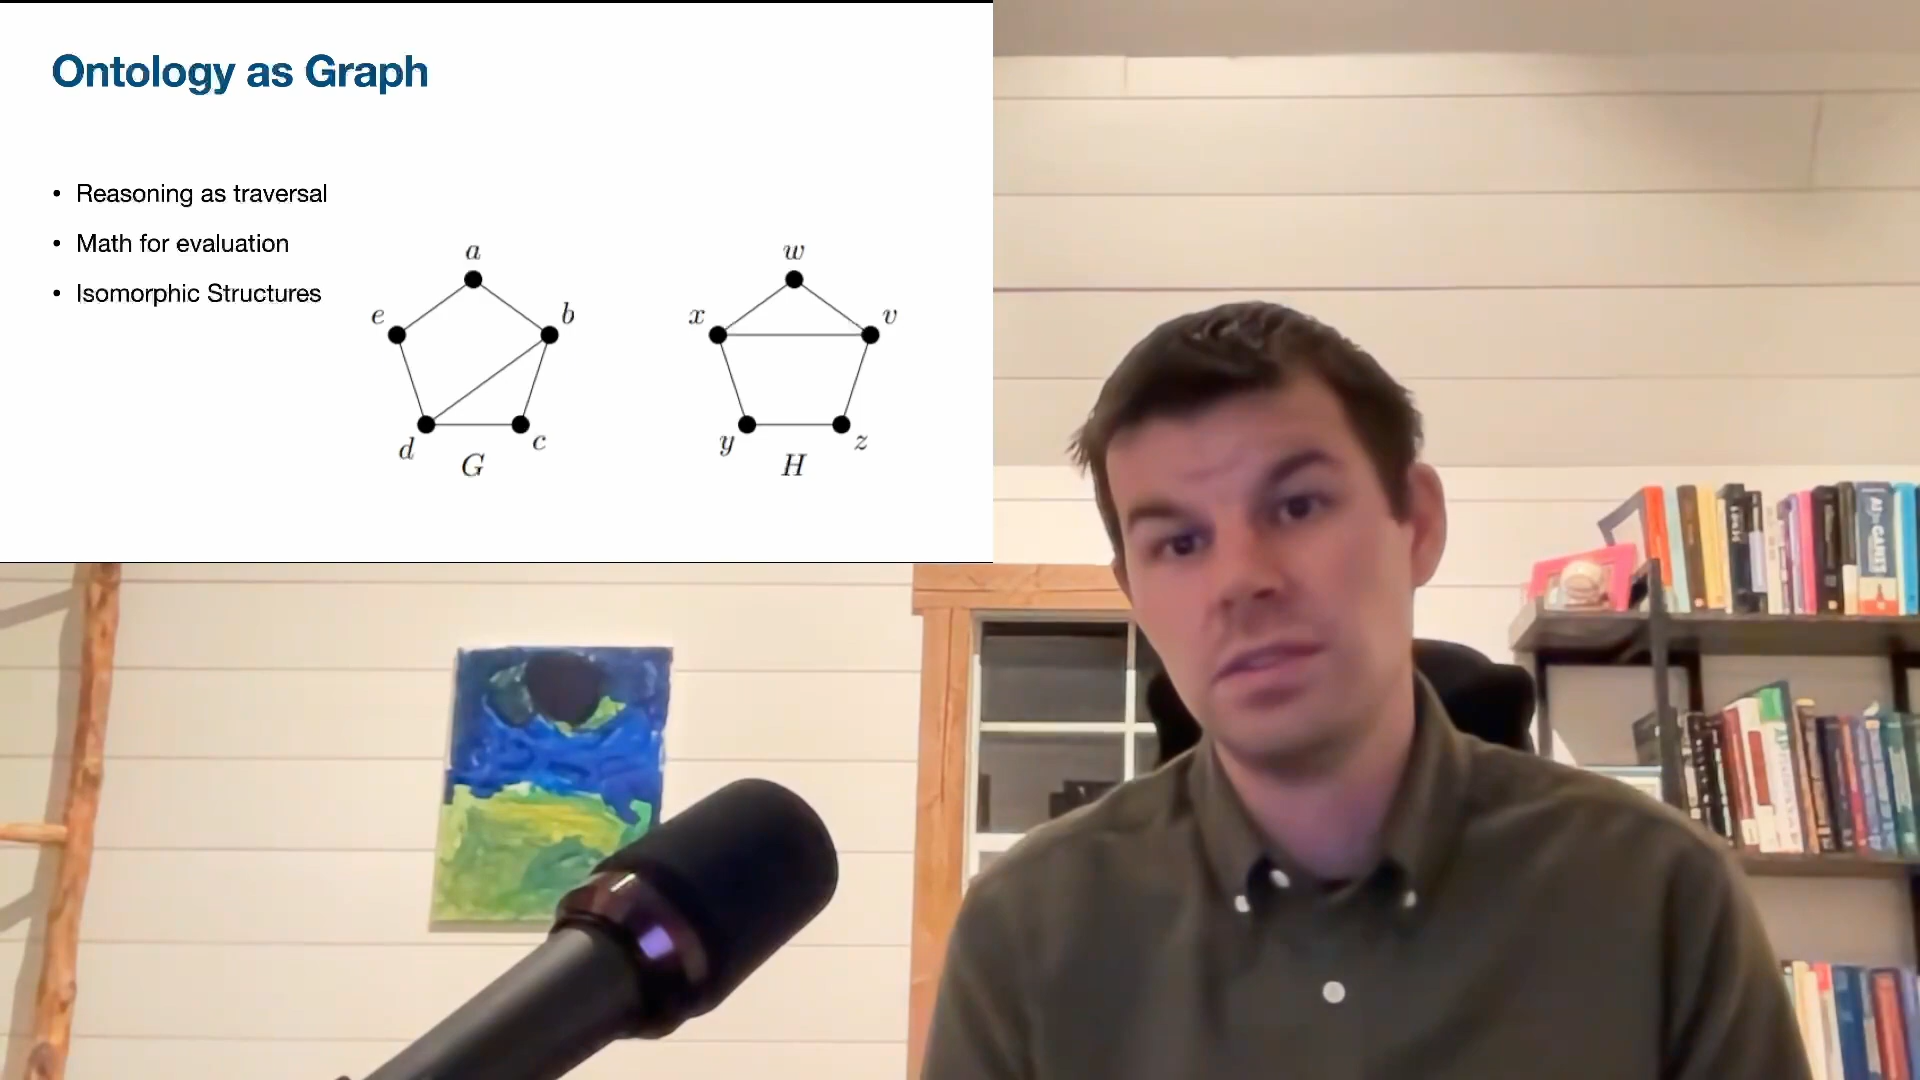 Ontology as Graph
• Reasoning as traversal
• Math for evaluation
• Isomorphic Structures
a
e
b
d
c
G
w
x
v
y
z
H